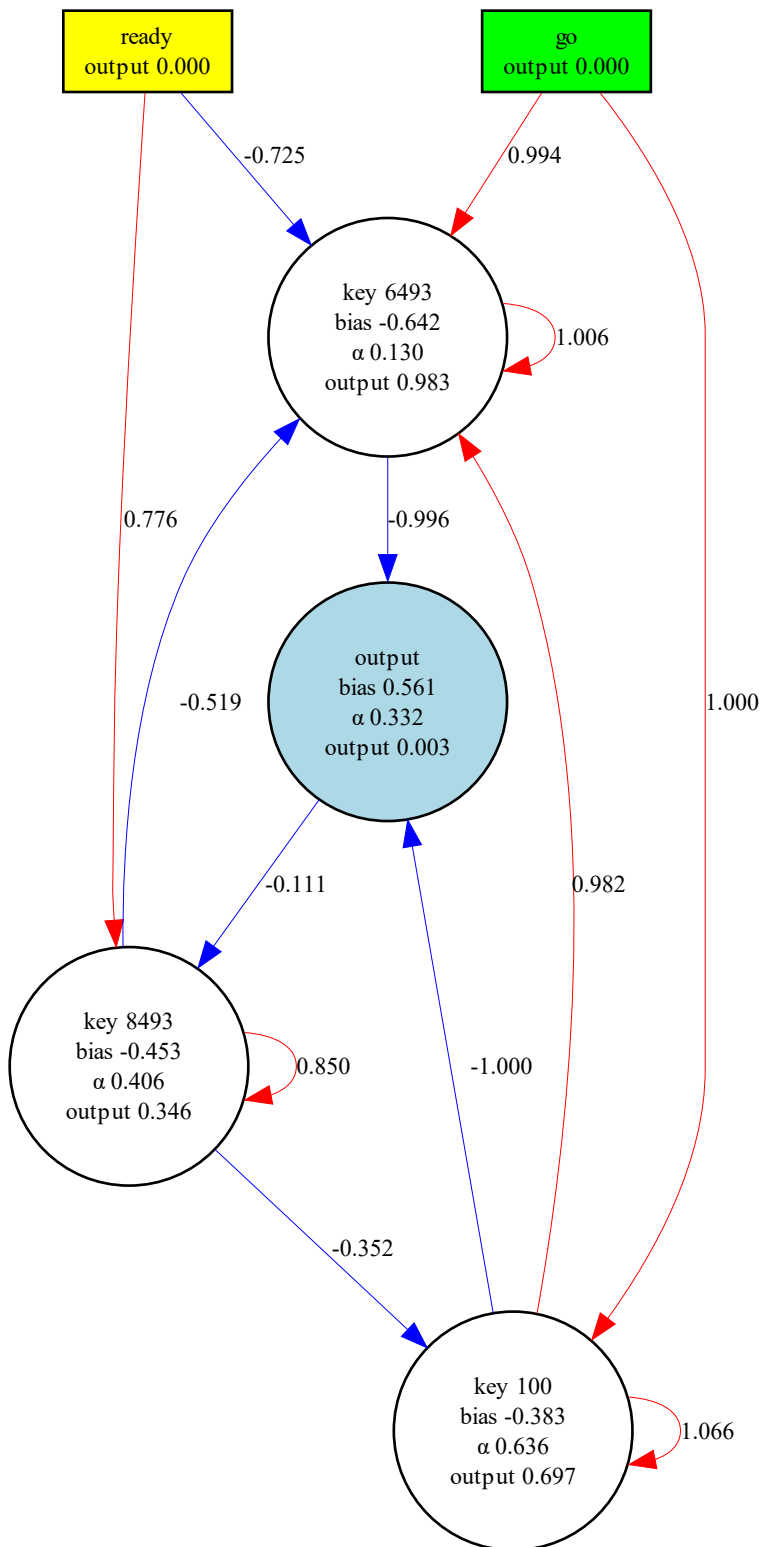 ready
output 0.000
go
output 0.000
-0.725
0.994
key 6493
bias -0.642
α 0.130
output 0.983
1.006
0.776
-0.996
-0.519
output
bias 0.561
α 0.332
output 0.003
1.000
-0.111
0.982
key 8493
bias -0.453
α 0.406
output 0.346
0.850
-1.000
-0.352
key 100
bias -0.383
α 0.636
output 0.697
1.066